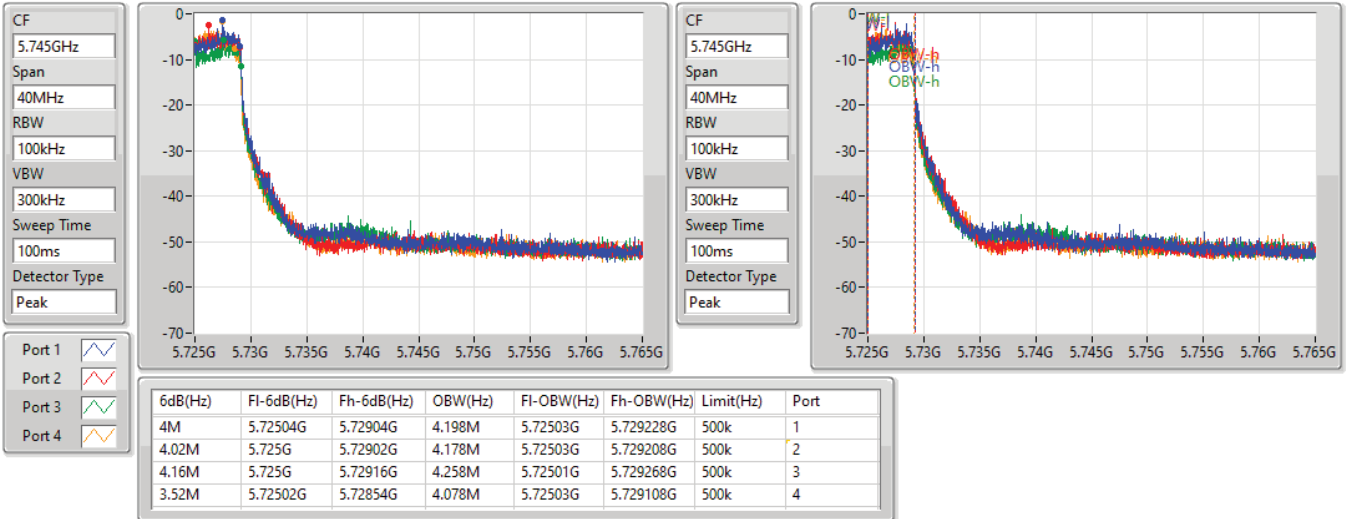 CF
5.745GHz
Span
40MHz
RBW
100kHz
VBW
300kHz
Sweep Time
100ms
Detector Type
Peak
0
-10
-20
-30
-40
-50
-60
-70
5.725G 5.73G 5.735G 5.74G 5.745G 5.75G 5.755G 5.76G 5.765G
CF
5.745GHz
Span
40MHz
RBW
100kHz
VBW
300kHz
Sweep Time
100ms
Detector Type
Peak
0
-10
-20
-30
-40
-50
-60
-70
OBW-h
OBW-h
OBW-h
5.725G 5.73G 5.735G 5.74G 5.745G 5.75G 5.755G 5.76G 5.765G
Port 1
Port 2
Port 3
Port 4
6dB(Hz) Fl-6dB(Hz) Fh-6dB(Hz) OBW(Hz) Fl-OBW(Hz) Fh-OBW(Hz) Limit(Hz) Port
4M 5.72504G 5.72904G 4.198M 5.72503G 5.729228G 500k 1
4.02M 5.725G 5.72902G 4.178M 5.72503G 5.729208G 500k 2
4.16M 5.725G 5.72916G 4.258M 5.72501G 5.729268G 500k 3
3.52M 5.72502G 5.72854G 4.078M 5.72503G 5.729108G 500k 4